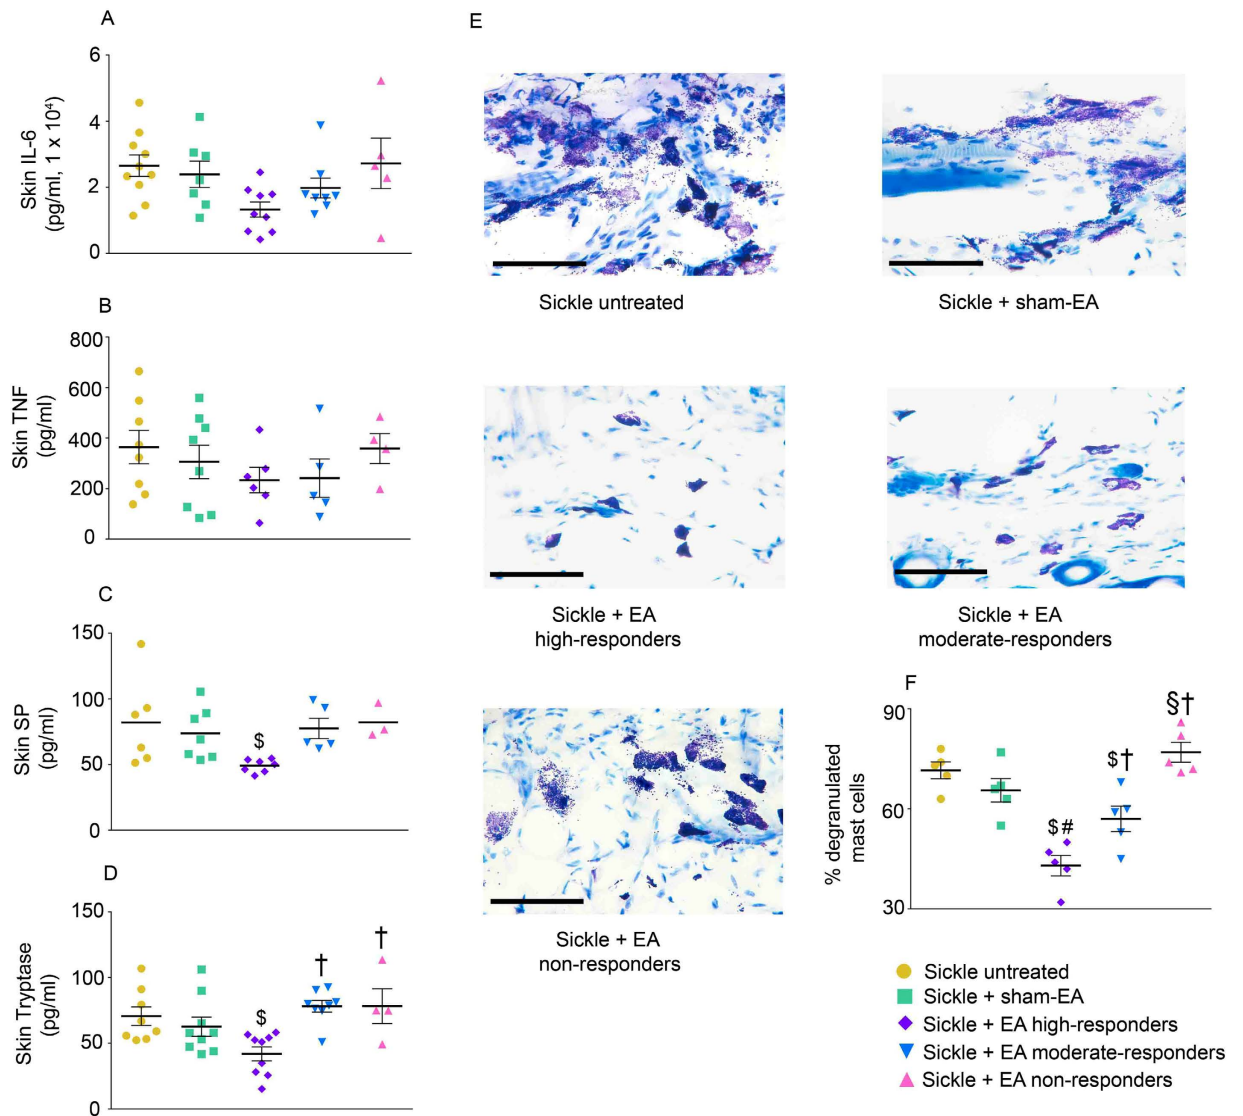 A
Skin IL-6
(pg/ml, 1 x 10⁴)
6
4
2
0
B
Skin TNF
(pg/ml)
800
600
400
200
0
C
Skin SP
(pg/ml)
150
100
50
0
$
D
Skin Tryptase
(pg/ml)
150
100
50
0
$
†
†
E
Sickle untreated
Sickle + sham-EA
Sickle + EA
high-responders
Sickle + EA
moderate-responders
Sickle + EA
non-responders
F
% degranulated
mast cells
90
60
30
$#
$†
§†
Sickle untreated
Sickle + sham-EA
Sickle + EA high-responders
Sickle + EA moderate-responders
Sickle + EA non-responders